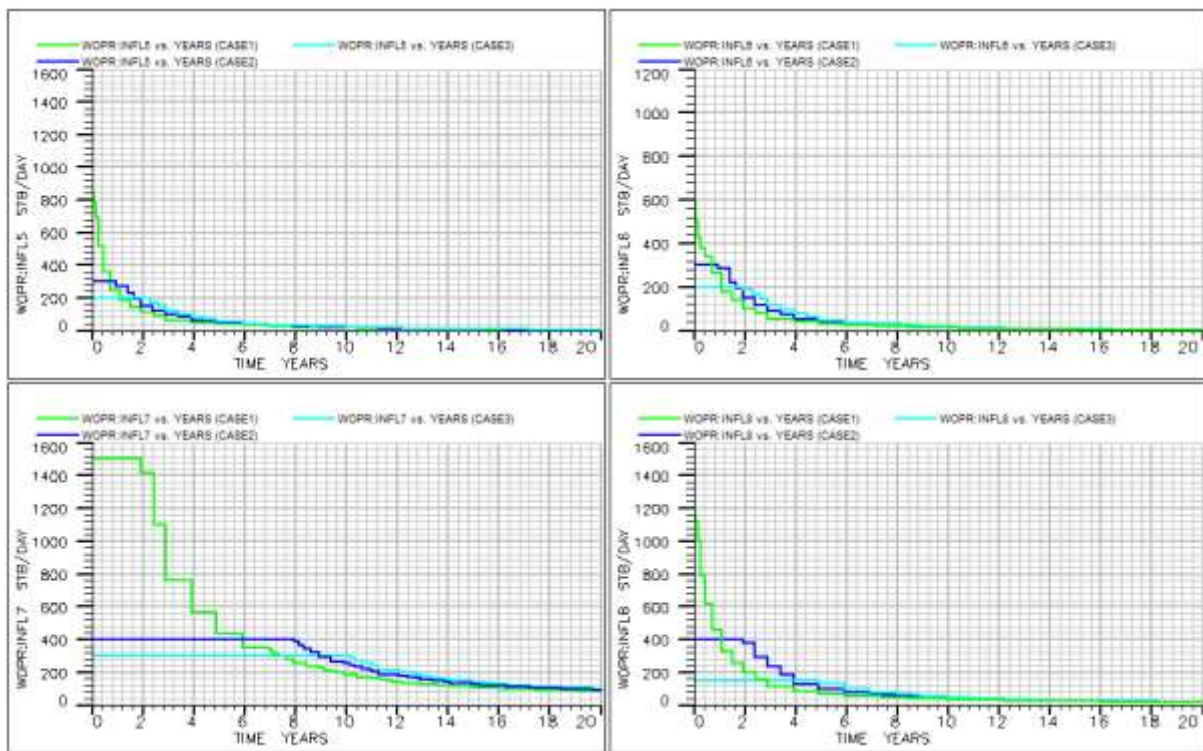 WOPR:INFL5 vs. YEARS (CASE1) WOPR:INFL5 vs. YEARS (CASE3)
WOPR:INFL5 vs. YEARS (CASE2)
1600
1400
1200
1000
800
600
400
200
0
WOPR:INFL5 STB/DAY
0 2 4 6 8 10 12 14 16 18 20
TIME YEARS
WOPR:INFL6 vs. YEARS (CASE1) WOPR:INFL6 vs. YEARS (CASE3)
WOPR:INFL6 vs. YEARS (CASE2)
1200
1000
800
600
400
200
0
WOPR:INFL6 STB/DAY
0 2 4 6 8 10 12 14 16 18 20
TIME YEARS
WOPR:INFL7 vs. YEARS (CASE1) WOPR:INFL7 vs. YEARS (CASE3)
WOPR:INFL7 vs. YEARS (CASE2)
1600
1400
1200
1000
800
600
400
200
0
WOPR:INFL7 STB/DAY
0 2 4 6 8 10 12 14 16 18 20
TIME YEARS
WOPR:INFL8 vs. YEARS (CASE1) WOPR:INFL8 vs. YEARS (CASE3)
WOPR:INFL8 vs. YEARS (CASE2)
1600
1400
1200
1000
800
600
400
200
0
WOPR:INFL8 STB/DAY
0 2 4 6 8 10 12 14 16 18 20
TIME YEARS